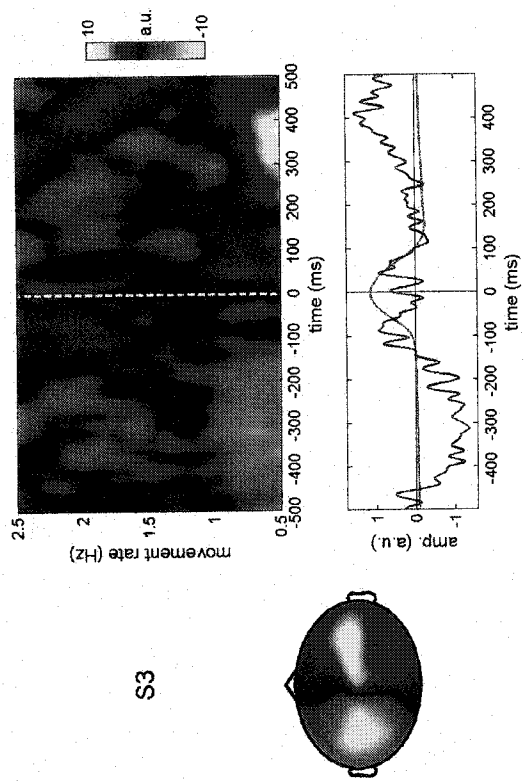 S3
10
a.u.
-10
movement rate (Hz)
2.5
2
1.5
1
0.5
-500 -400 -300 -200 -100 0 100 200 300 400 500
time (ms)
amp. (a.u.)
1
0
-1
-400 -300 -200 -100 0 100 200 300 400
time (ms)